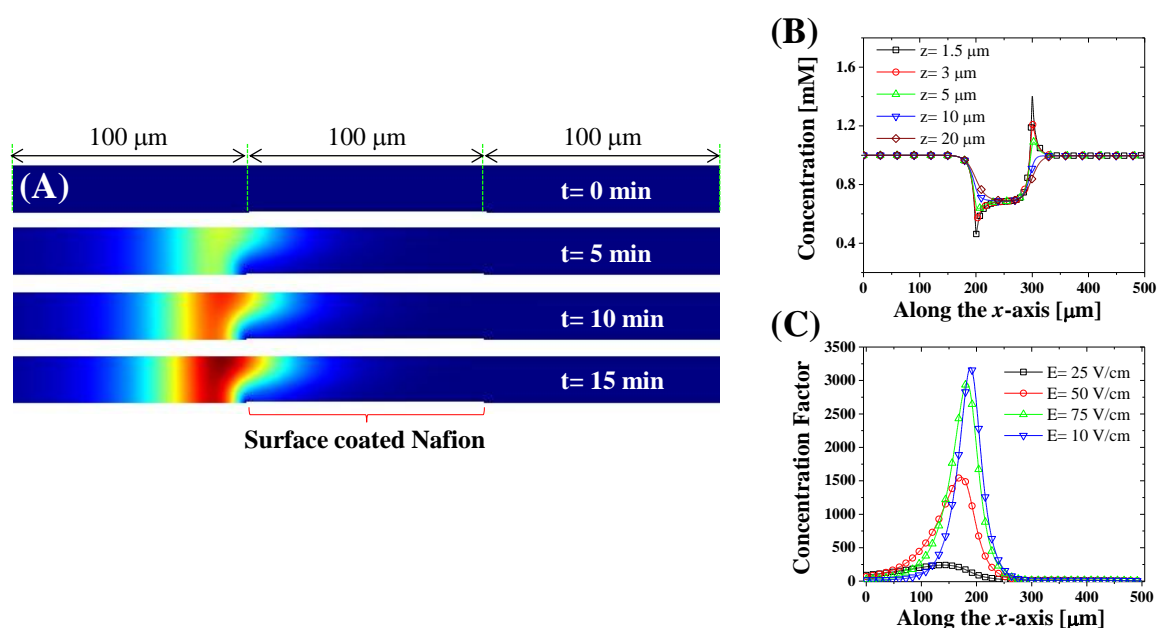 (A)
100 μm 100 μm 100 μm
t= 0 min
t= 5 min
t= 10 min
t= 15 min
Surface coated Nafion
(B)
Concentration [mM]
1.6
1.2
0.8
0.4
z= 1.5 μm
z= 3 μm
z= 5 μm
z= 10 μm
z= 20 μm
0 100 200 300 400 500
Along the x-axis [μm]
(C)
Concentration Factor
3500
3000
2500
2000
1500
1000
500
0
E= 25 V/cm
E= 50 V/cm
E= 75 V/cm
E= 10 V/cm
0 100 200 300 400 500
Along the x-axis [μm]